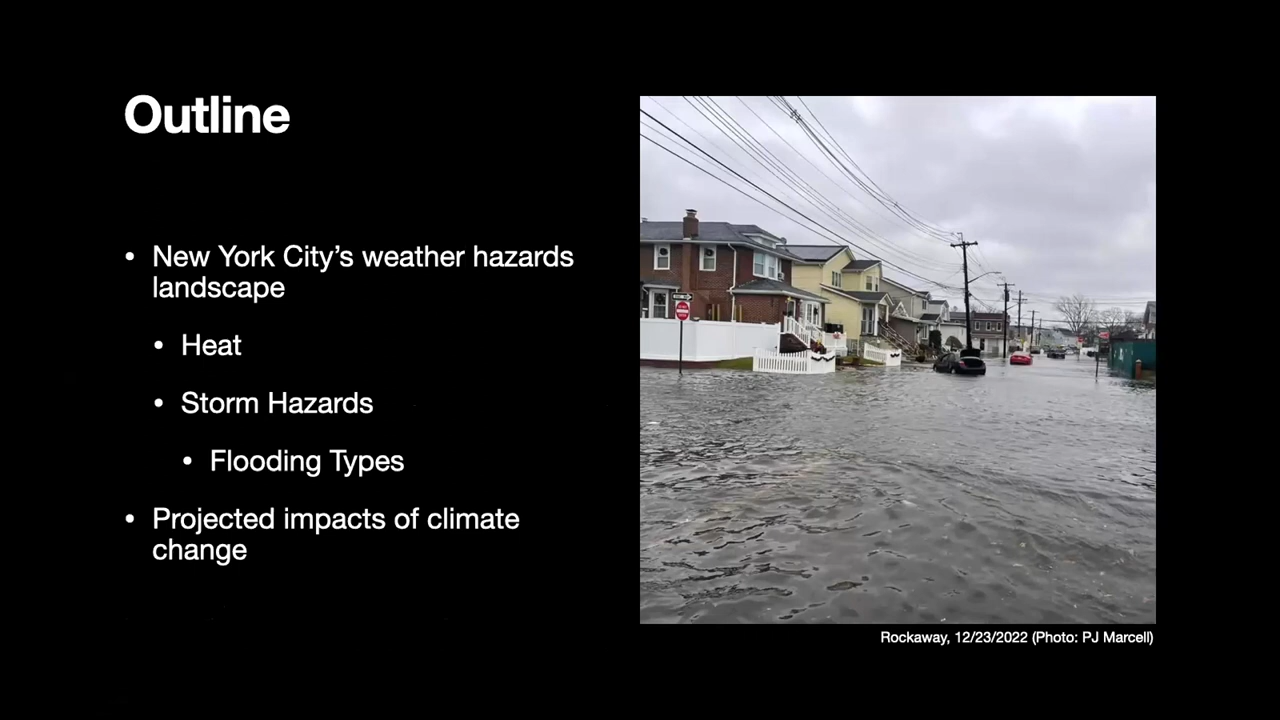 Outline
• New York City’s weather hazards
landscape
• Heat
• Storm Hazards
• Flooding Types
• Projected impacts of climate
change
Rockaway, 12/23/2022 (Photo: PJ Marcell)